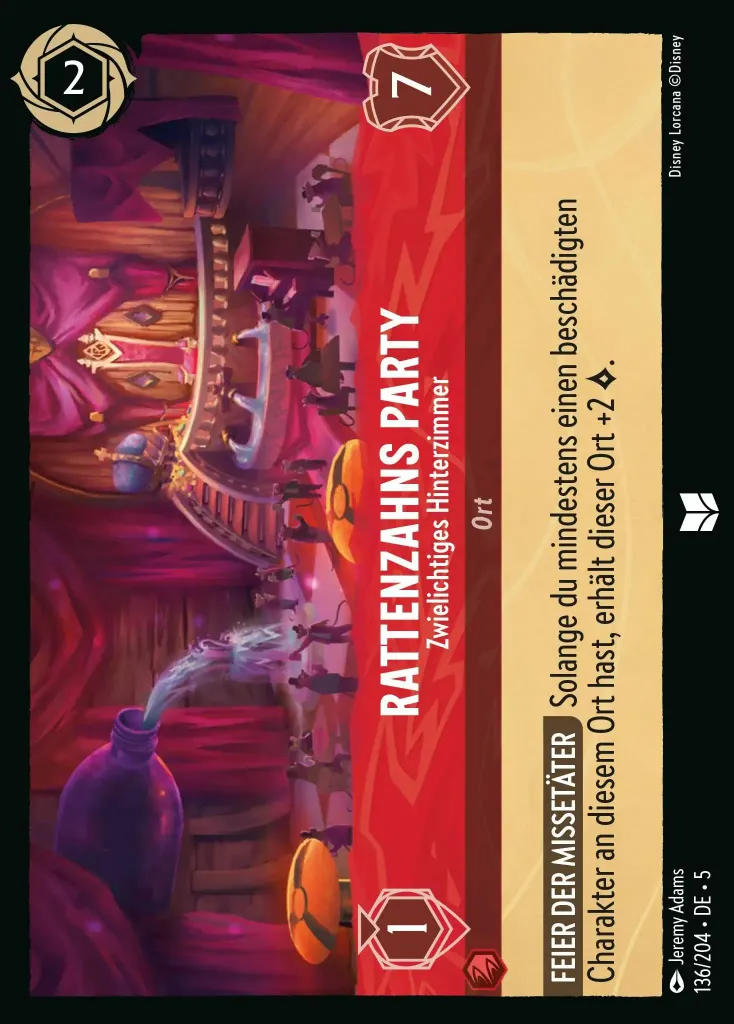 2
7
RATTENZAHNS PARTY
Zwielichtiges Hinterzimmer
1
Ort
FEIER DER MISSETÄTER Solange du mindestens einen beschädigten
Charakter an diesem Ort hast, erhält dieser Ort +2 .
Jeremy Adams
136/204 • DE • 5
Disney Lorcana ©Disney